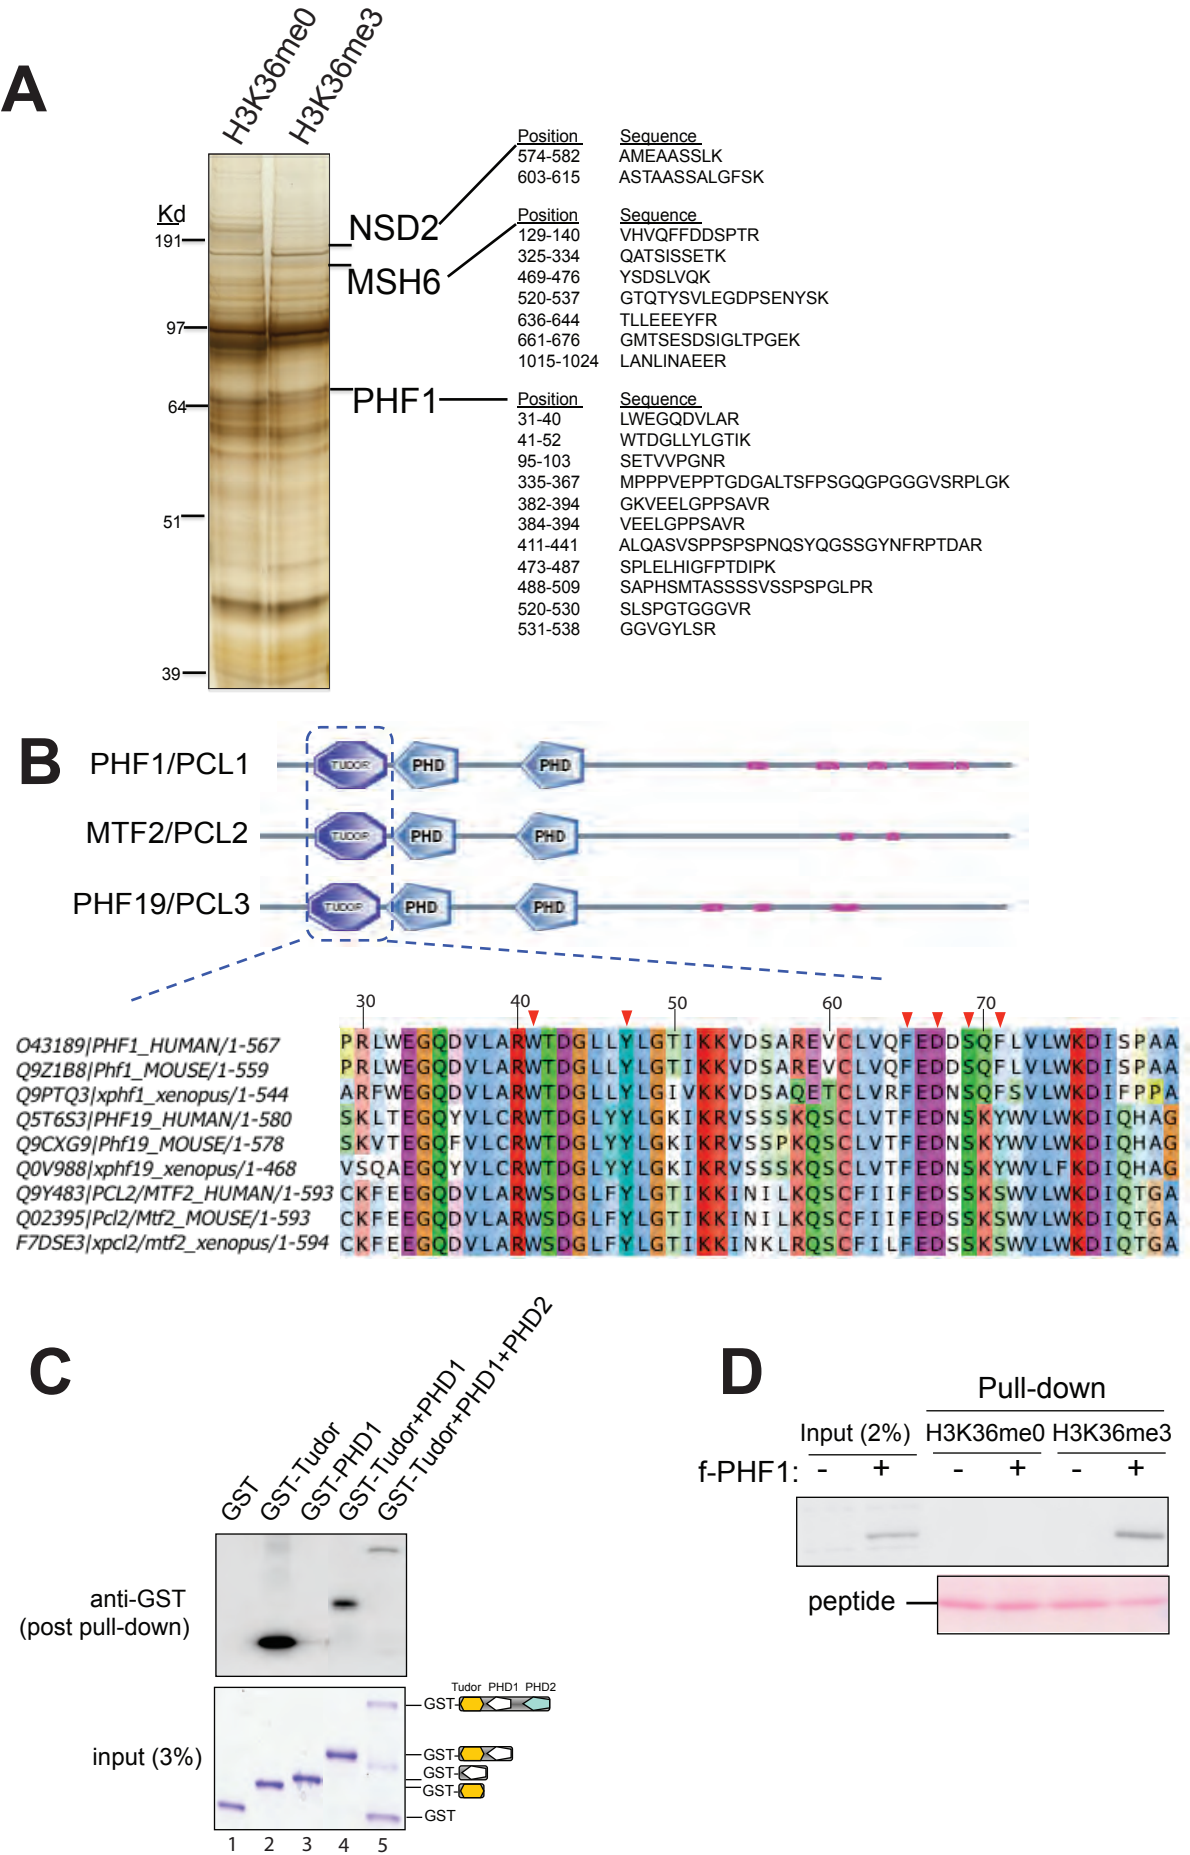 A
H3K36me0
H3K36me3
Kd
191
97
64
51
39
NSD2
MSH6
PHF1
Position Sequence
574-582 AMEAASSLK
603-615 ASTAASSALGFSK
Position Sequence
129-140 VHVQFFDDSPTR
325-334 QATSISSETK
469-476 YSDSLVQK
520-537 GTQTYSVLEGDPSENYSK
636-644 TLLEEEYFR
661-676 GMTSESDSIGLTPGEK
1015-1024 LANLINAEER
Position Sequence
31-40 LWEGQDVLAR
41-52 WTDGLLYLGTIK
95-103 SETVVPGNR
335-367 MPPPVEPPTGDGALTSFPSGQGPGGGVSRPLGK
382-394 GKVEELGPPSAVR
384-394 VEELGPPSAVR
411-441 ALQASVSPPSPSPNQSYQGSSGYNFRPTDAR
473-487 SPLELHIGFPTDIPK
488-509 SAPHSMTASSSSVSSPSPGLPR
520-530 SLSPGTGGGVR
531-538 GGVGYLSR
B
PHF1/PCL1 TUDOR PHD PHD
MTF2/PCL2 TUDOR PHD PHD
PHF19/PCL3 TUDOR PHD PHD
30 40 50 60 70
O43189|PHF1_HUMAN/1-567 PRLWEGQDVLARWTDGLLYLGTIKKVDSAREVCLVQFEDDSQFLVLWKDISPAA
Q9Z1B8|Phf1_MOUSE/1-559 PRLWEGQDVLARWTDGLLYLGTIKKVDSAREVCLVQFEDDSQFLVLWKDISPAA
Q9PTQ3|xphf1_xenopus/1-544 ARFWEGQDVLARWTDGLLYLGIVKKVDSAQETCLVRFEDNSQFSVLWKDIFPPA
Q5T6S3|PHF19_HUMAN/1-580 SKLTEGQYVLCRWTDGLYYLGKIKRVSSSKQSCLVTFEDNSKYWVLWKDIQHAG
Q9CXG9|Phf19_MOUSE/1-578 SKVTEGQFVLCRWTDGLYYLGKIKRVSSPKQSCLVTFEDNSKYWVLWKDIQHAG
Q0V988|xphf19_xenopus/1-468 VSQAEGQYVLCRWTDGLYYLGKIKRVSSSKQSCLVTFEDNSKYWVLFKDIQHAG
Q9Y483|PCL2/MTF2_HUMAN/1-593 CKFEEGQDVLARWSDGLFYLGTIKKINILKQSCFIIFEDSSKSWVLWKDIQTGA
Q02395|Pcl2/Mtf2_MOUSE/1-593 CKFEEGQDVLARWSDGLFYLGTIKKINILKQSCFIIFEDSSKSWVLWKDIQTGA
F7DSE3|xpcl2/mtf2_xenopus/1-594 CKFEEGQDVLARWSDGLFYLGTIKKINKLRQSCFILFEDSSKSWVLWKDIQTGA
C
GST
GST-Tudor
GST-PHD1
GST-Tudor+PHD1
GST-Tudor+PHD1+PHD2
anti-GST
(post pull-down)
Tudor PHD1 PHD2
GST-
input (3%)
GST-
GST-
GST-
GST
1 2 3 4 5
D
Pull-down
Input (2%) H3K36me0 H3K36me3
f-PHF1: - + - + - +
peptide